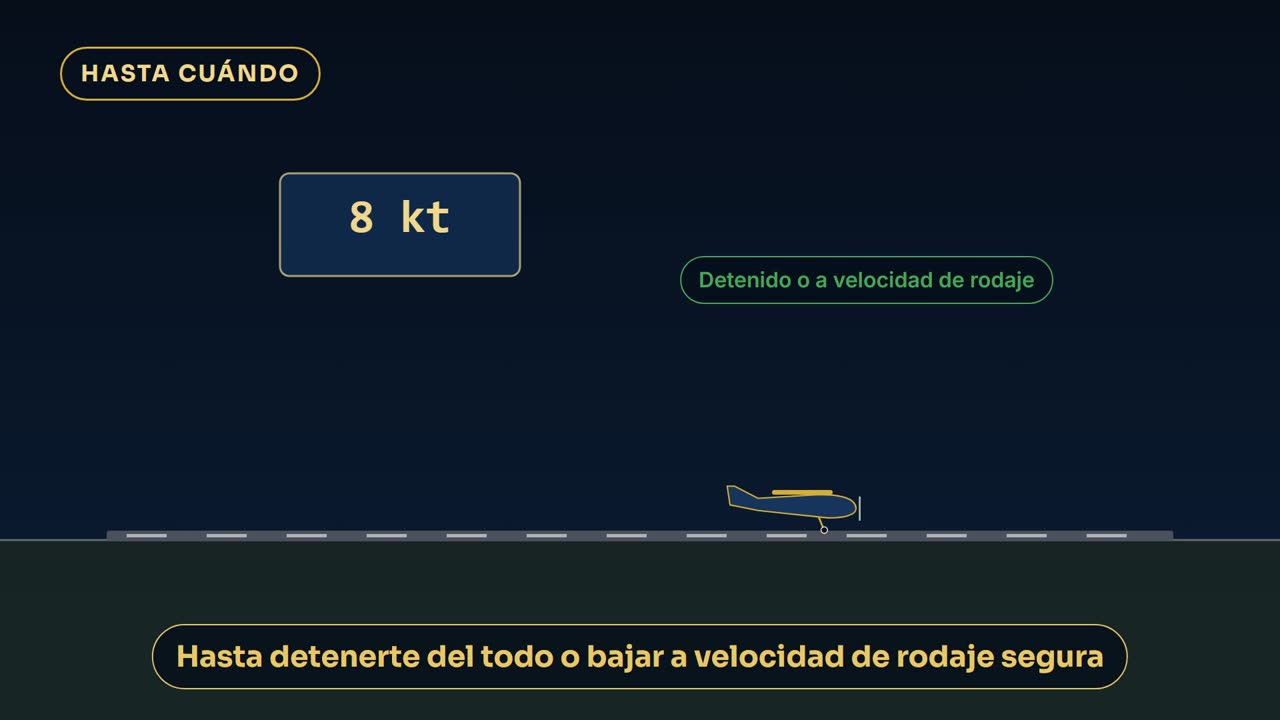 HASTA CUÁNDO
8 kt
Detenido o a velocidad de rodaje
Hasta detenerte del todo o bajar a velocidad de rodaje segura